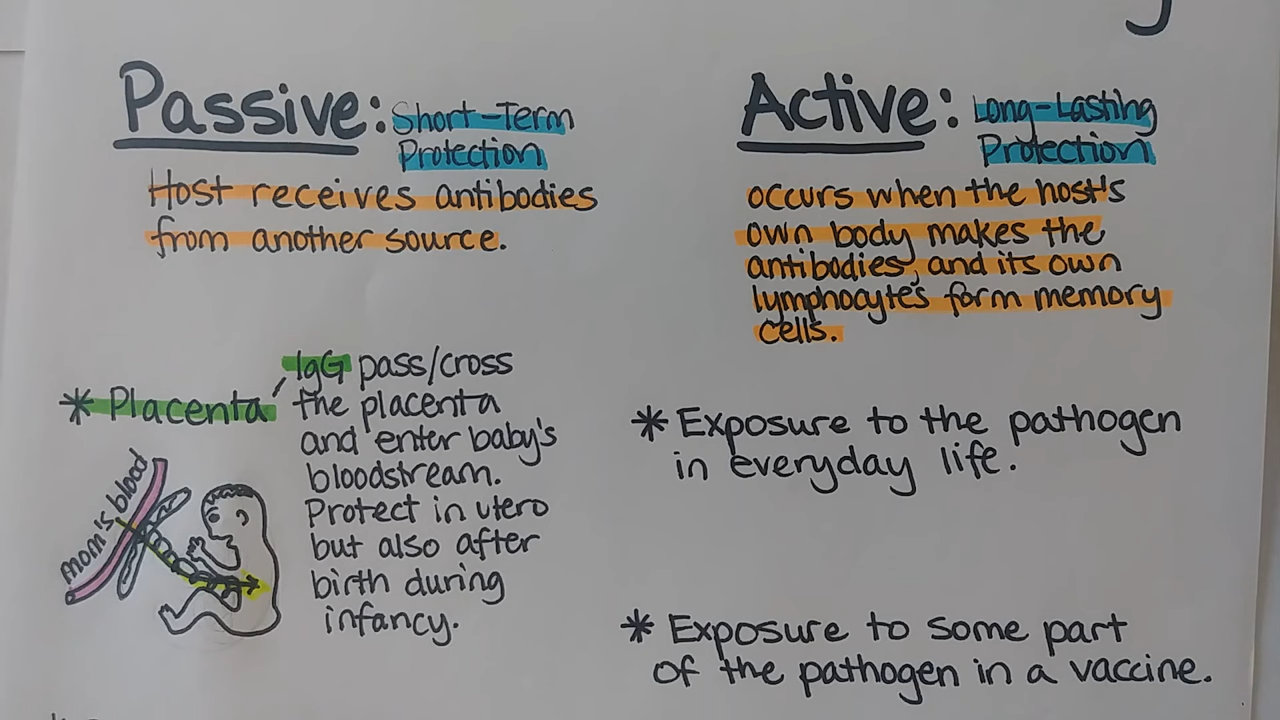 Passive: Short-Term
Protection
Host receives antibodies
from another source.
* Placenta
IgG pass/cross
the placenta
and enter baby's
bloodstream.
Protect in utero
but also after
birth during
infancy.
mom's blood
Active: Long-Lasting
Protection
occurs when the host's
own body makes the
antibodies, and its own
lymphocytes form memory
cells.
* Exposure to the pathogen
in everyday life.
* Exposure to some part
of the pathogen in a vaccine.